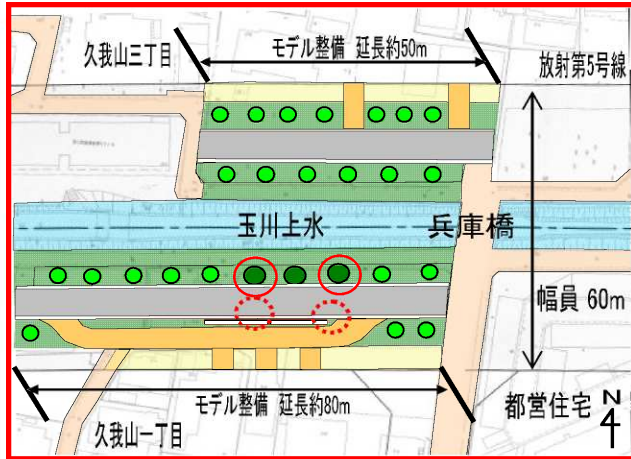 久我山三丁目
モデル整備 延長約50m
放射第5号線
玉川上水
兵庫橋
幅員 60m
モデル整備 延長約80m
都営住宅
N
久我山一丁目